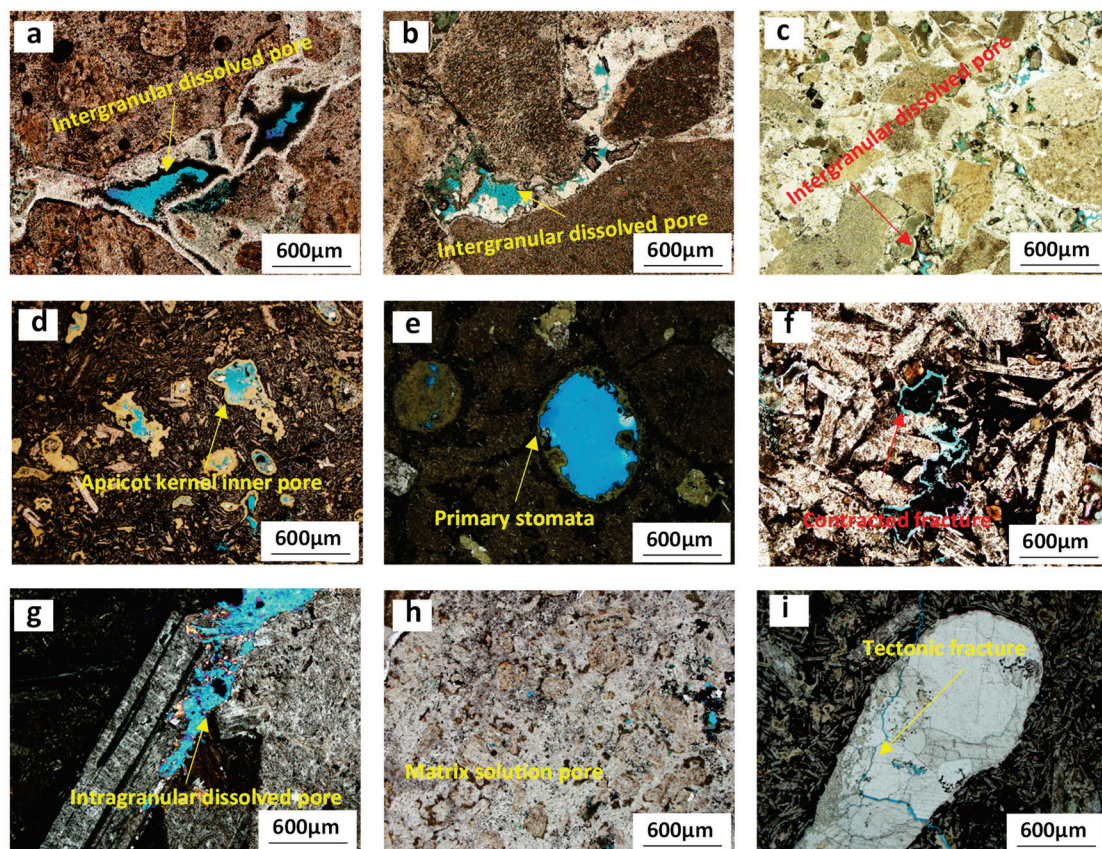 a
Intergranular dissolved pore
600μm
b
Intergranular dissolved pore
600μm
c
Intergranular dissolved pore
600μm
d
Apricot kernel inner pore
600μm
e
Primary stomata
600μm
f
Contracted fracture
600μm
g
Intragranular dissolved pore
600μm
h
Matrix solution pore
600μm
i
Tectonic fracture
600μm